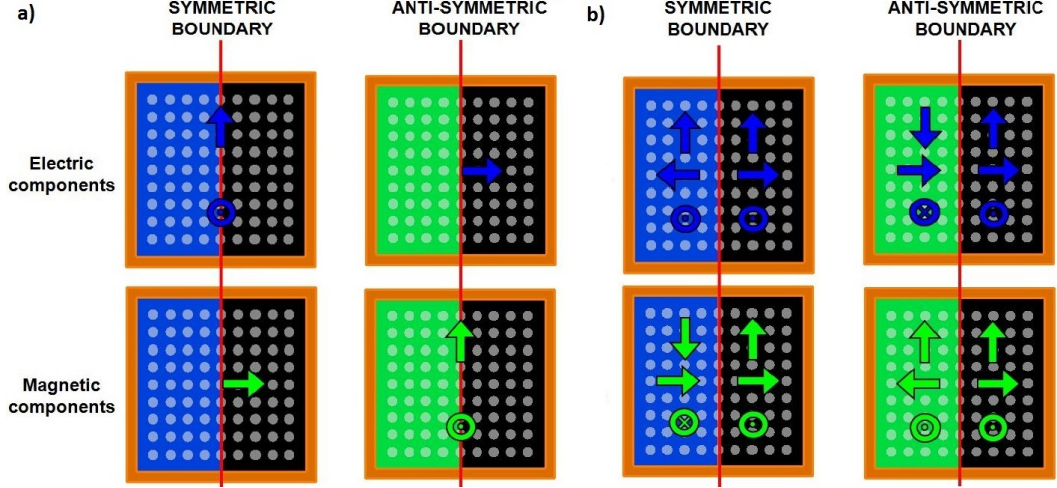 a)
SYMMETRIC
BOUNDARY
ANTI-SYMMETRIC
BOUNDARY
b)
SYMMETRIC
BOUNDARY
ANTI-SYMMETRIC
BOUNDARY
Electric
components
Magnetic
components